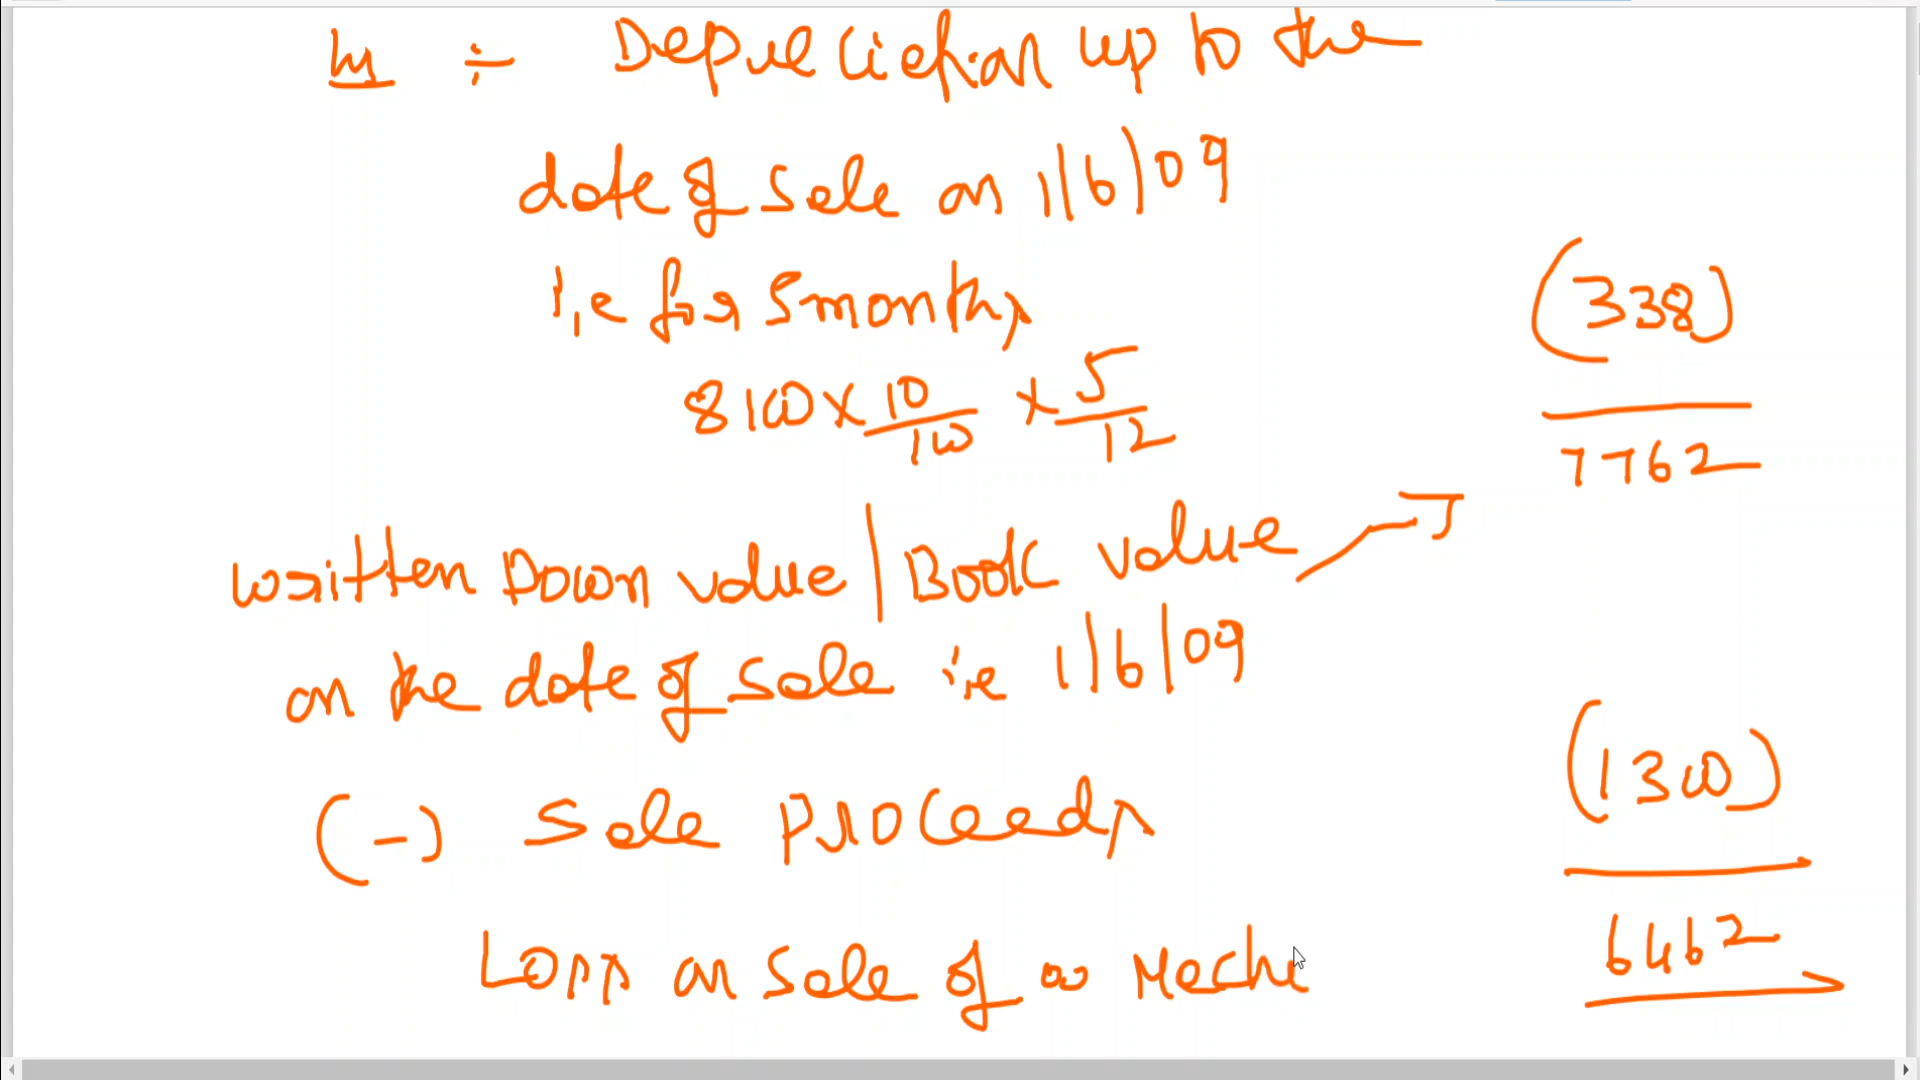 ÷ Depreciation up to the
date of sale on 1/6/09
i.e for 5 months
(338)
8100 x 10/100 x 5/12
7762
written Down value / Book value
on the date of sale i.e 1/6/09
(-) Sale proceeds
(1300)
Loss on sale of Machi
6462